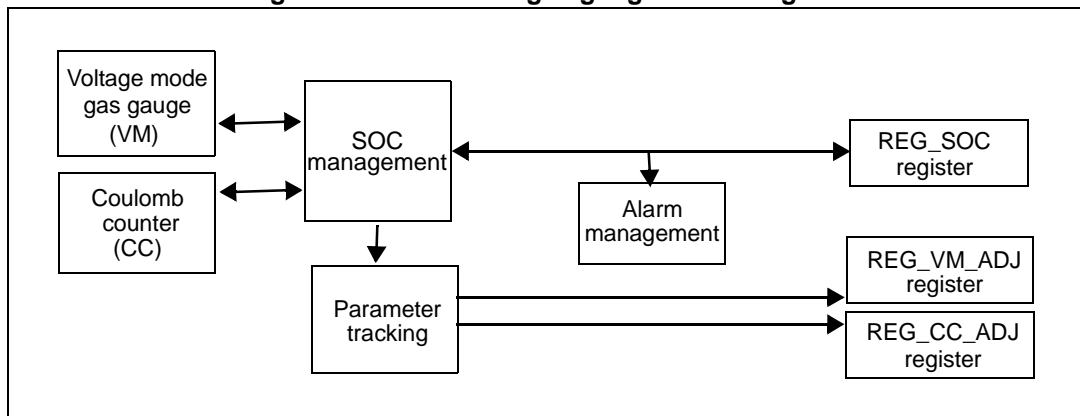 Voltage mode
gas gauge
(VM)
Coulomb
counter
(CC)
SOC
management
Parameter
tracking
Alarm
management
REG_SOC
register
REG_VM_ADJ
register
REG_CC_ADJ
register